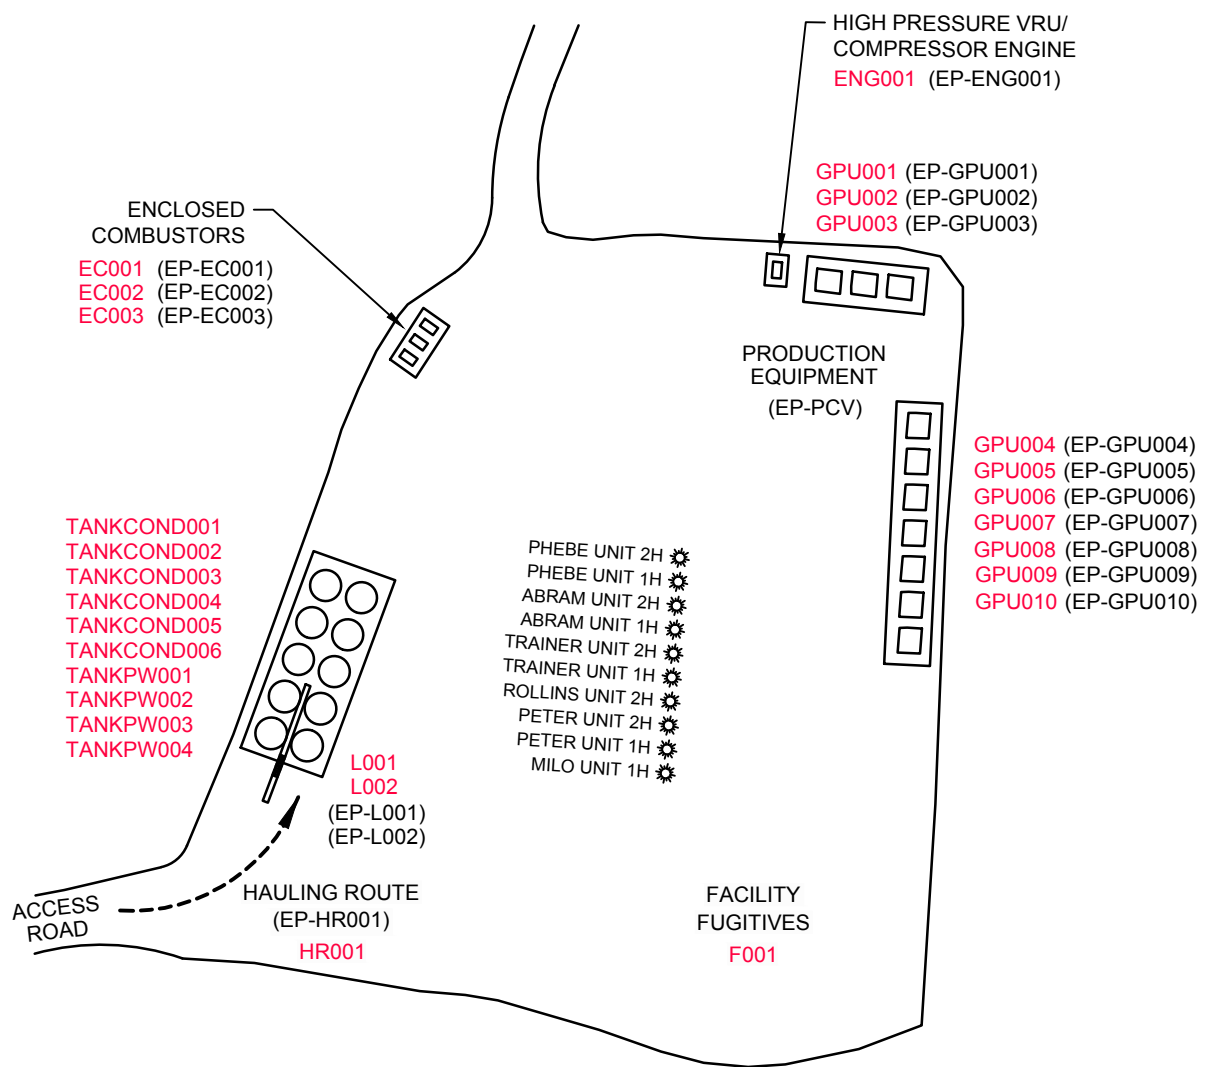 HIGH PRESSURE VRU/
COMPRESSOR ENGINE
ENG001 (EP-ENG001)
GPU001 (EP-GPU001)
GPU002 (EP-GPU002)
GPU003 (EP-GPU003)
ENCLOSED
COMBUSTORS
EC001 (EP-EC001)
EC002 (EP-EC002)
EC003 (EP-EC003)
PRODUCTION
EQUIPMENT
(EP-PCV)
GPU004 (EP-GPU004)
GPU005 (EP-GPU005)
GPU006 (EP-GPU006)
GPU007 (EP-GPU007)
GPU008 (EP-GPU008)
GPU009 (EP-GPU009)
GPU010 (EP-GPU010)
TANKCOND001
TANKCOND002
TANKCOND003
TANKCOND004
TANKCOND005
TANKCOND006
TANKPW001
TANKPW002
TANKPW003
TANKPW004
PHEBE UNIT 2H
PHEBE UNIT 1H
ABRAM UNIT 2H
ABRAM UNIT 1H
TRAINER UNIT 2H
TRAINER UNIT 1H
ROLLINS UNIT 2H
PETER UNIT 2H
PETER UNIT 1H
MILO UNIT 1H
L001
L002
(EP-L001)
(EP-L002)
ACCESS
ROAD
HAULING ROUTE
(EP-HR001)
HR001
FACILITY
FUGITIVES
F001